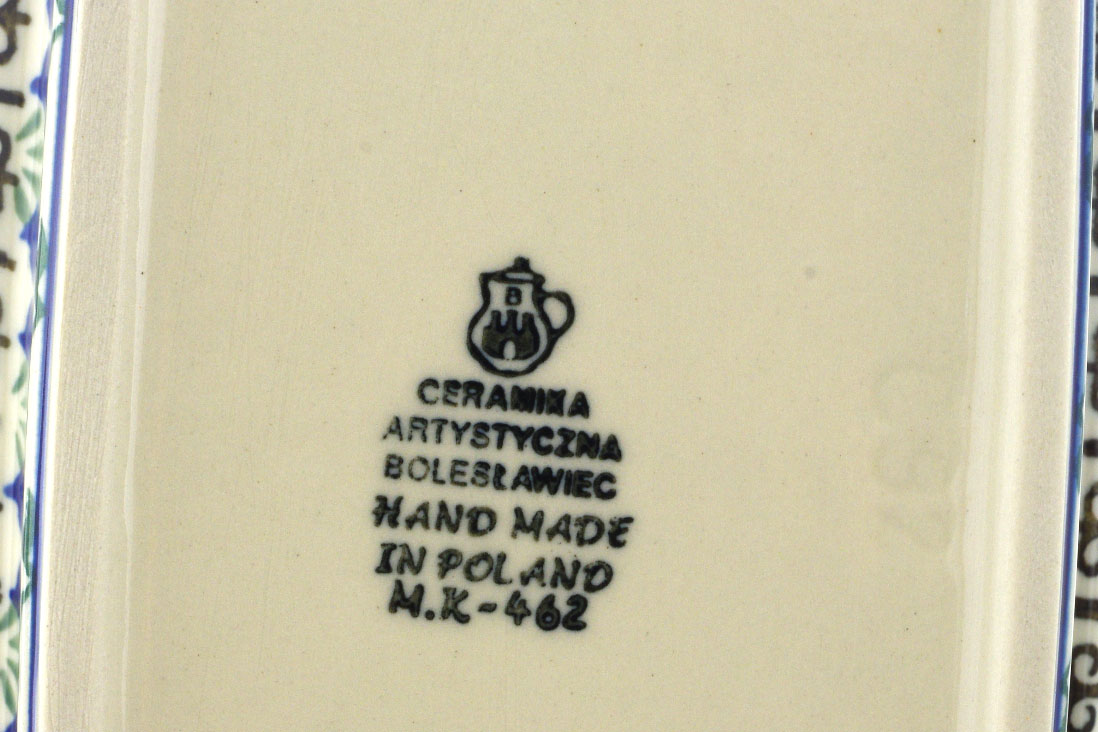 B
CERAMIKA
ARTYSTYCZNA
BOLESŁAWIEC
HAND MADE
IN POLAND
M.K-462